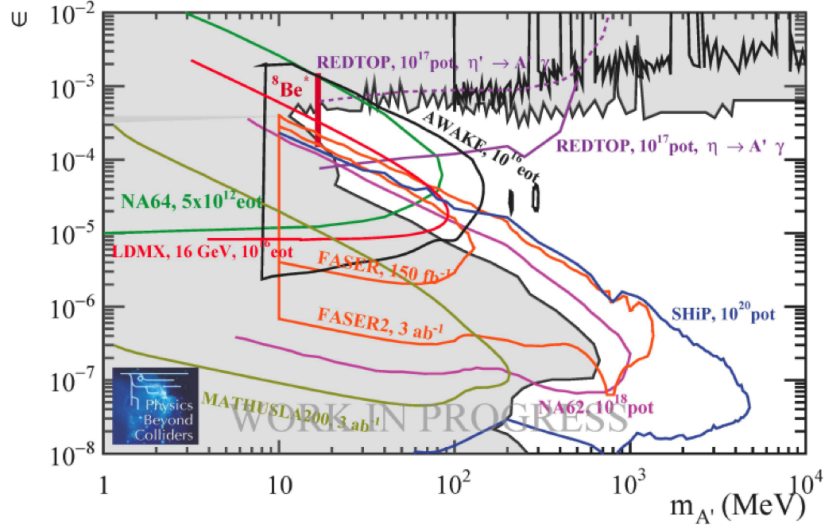 ϵ
10⁻²
10⁻³
10⁻⁴
10⁻⁵
10⁻⁶
10⁻⁷
10⁻⁸
REDTOP, 10¹⁷pot, η' → A' γ
⁸Be*
AWAKE, 10¹⁶eot
REDTOP, 10¹⁷pot, η → A' γ
NA64, 5x10¹²eot
LDMX, 16 GeV, 10¹⁶eot
FASER, 150 fb⁻¹
FASER2, 3 ab⁻¹
SHiP, 10²⁰pot
NA62, 10¹⁸pot
MATHUSLA200, 3 ab⁻¹
Physics
Beyond
Colliders
WORK IN PROGRESS
1
10
10²
10³
10⁴
m_A' (MeV)